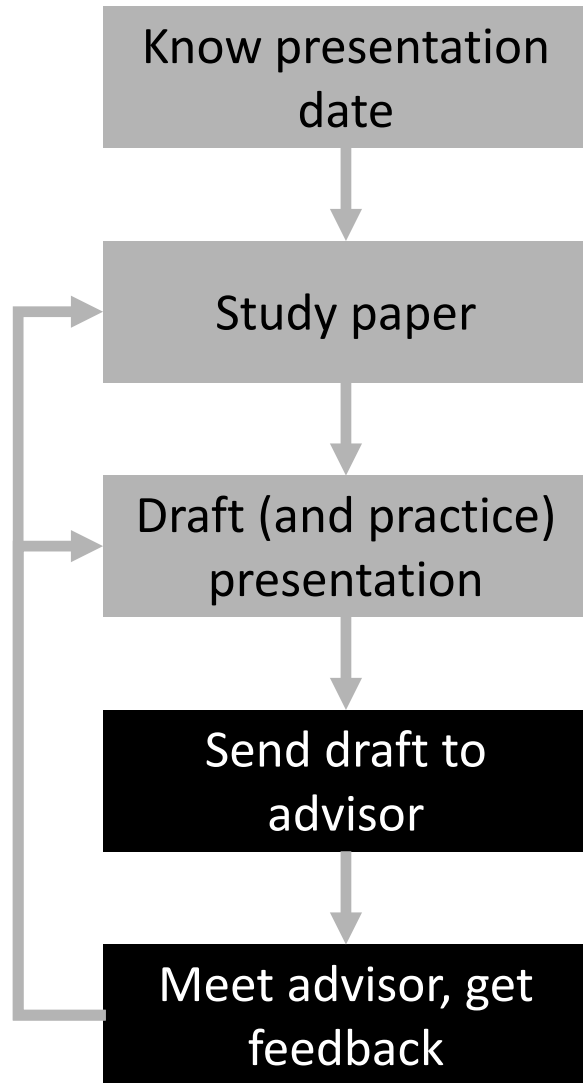 Know presentation
date
Study paper
Draft (and practice)
presentation
Send draft to
advisor
Meet advisor, get
feedback